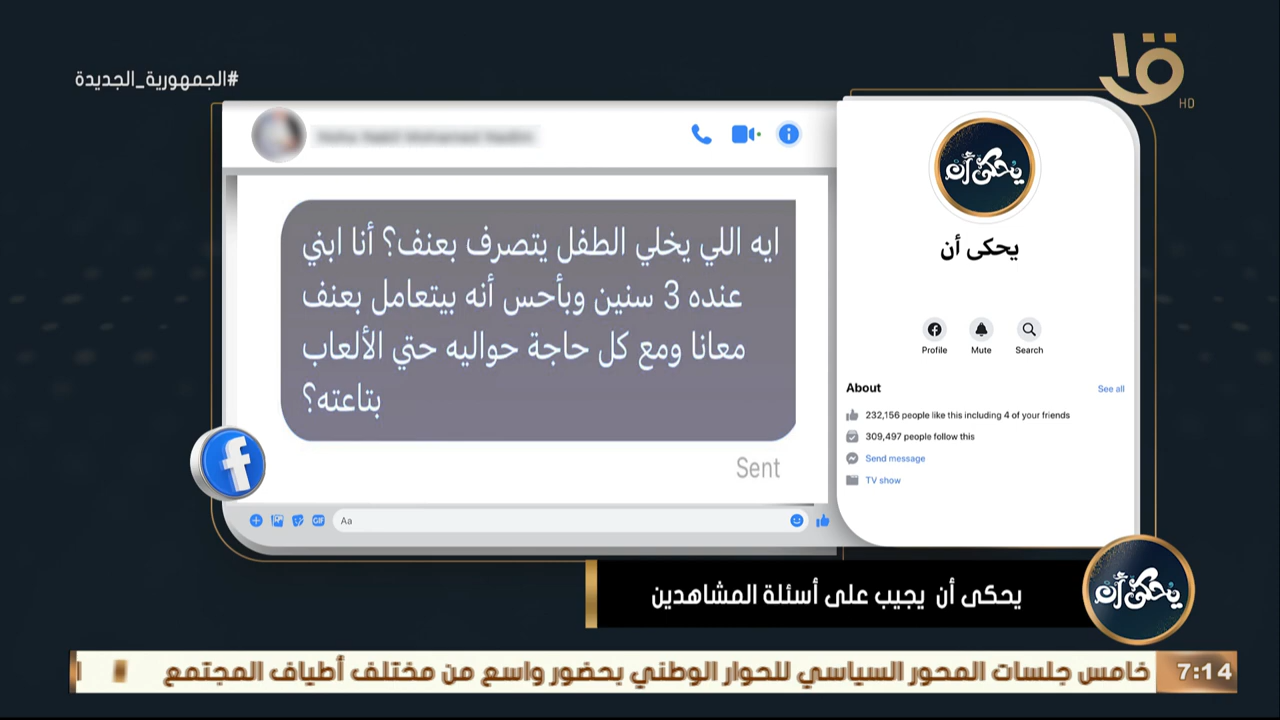 #الجمهورية_الجديدة
HD
ايه اللي يخلي الطفل يتصرف بعنف؟ أنا ابني
عنده 3 سنين وبأحس أنه بيتعامل بعنف
معانا ومع كل حاجة حواليه حتي الألعاب
بتاعته؟
Sent
GIF
Aa
يحكى أن
يحكى أن
Profile
Mute
Search
About
See all
232,156 people like this including 4 of your friends
309,497 people follow this
Send message
TV show
يحكى أن يجيب على أسئلة المشاهدين
يحكى أن
7:14
خامس جلسات المحور السياسي للحوار الوطني بحضور واسع من مختلف أطياف المجتمع